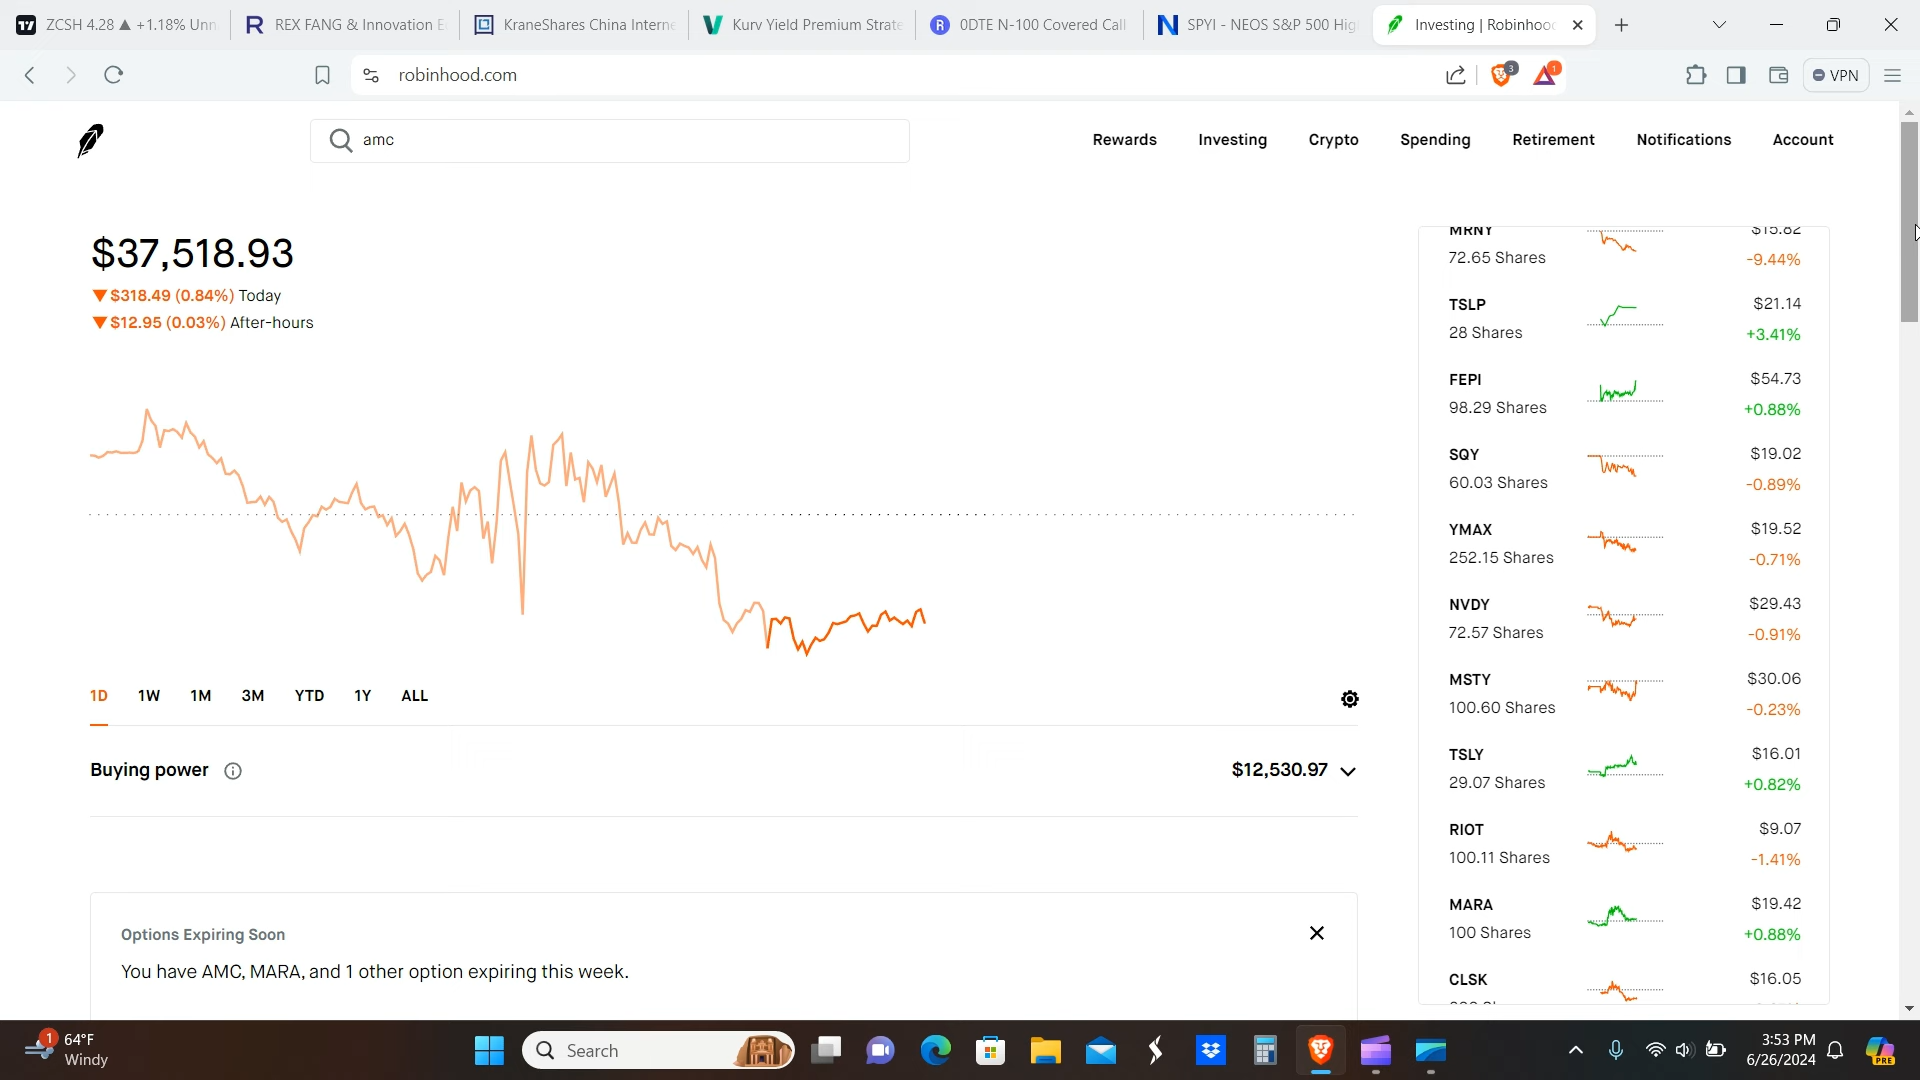 ZCSH 4.28 ▲ +1.18% Unn
REX FANG & Innovation E
KraneShares China Interne
Kurv Yield Premium Strate
0DTE N-100 Covered Call
SPYI - NEOS S&P 500 Hig
Investing | Robinhood
robinhood.com
3
1
VPN
amc
Rewards
Investing
Crypto
Spending
Retirement
Notifications
Account
$37,518.93
▼$318.49 (0.84%) Today
▼$12.95 (0.03%) After-hours
1D
1W
1M
3M
YTD
1Y
ALL
Buying power
$12,530.97
Options Expiring Soon
You have AMC, MARA, and 1 other option expiring this week.
MRNY $15.82
72.65 Shares -9.44%
TSLP $21.14
28 Shares +3.41%
FEPI $54.73
98.29 Shares +0.88%
SQY $19.02
60.03 Shares -0.89%
YMAX $19.52
252.15 Shares -0.71%
NVDY $29.43
72.57 Shares -0.91%
MSTY $30.06
100.60 Shares -0.23%
TSLY $16.01
29.07 Shares +0.82%
RIOT $9.07
100.11 Shares -1.41%
MARA $19.42
100 Shares +0.88%
CLSK $16.05
1
64°F
Windy
Search
3:53 PM
6/26/2024
PRE